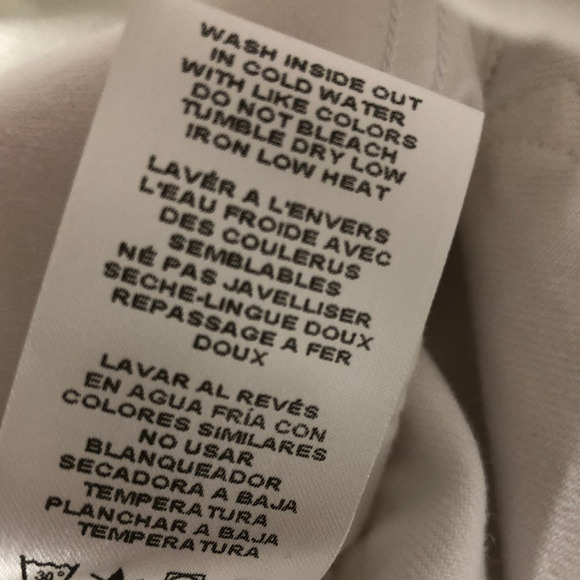 WASH INSIDE OUT
IN COLD WATER
WITH LIKE COLORS
DO NOT BLEACH
TUMBLE DRY LOW
IRON LOW HEAT
LAVÉR A L'ENVERS
L'EAU FROIDE AVEC
DES COULERUS
SEMBLABLES
NÉ PAS JAVELLISER
SECHE-LINGUE DOUX
REPASSAGE A FER
DOUX
LAVAR AL REVÉS
EN AGUA FRÍA CON
COLORES SIMILARES
NO USAR
BLANQUEADOR
SECADORA A BAJA
TEMPERATURA
PLANCHAR A BAJA
TEMPERATURA
30°